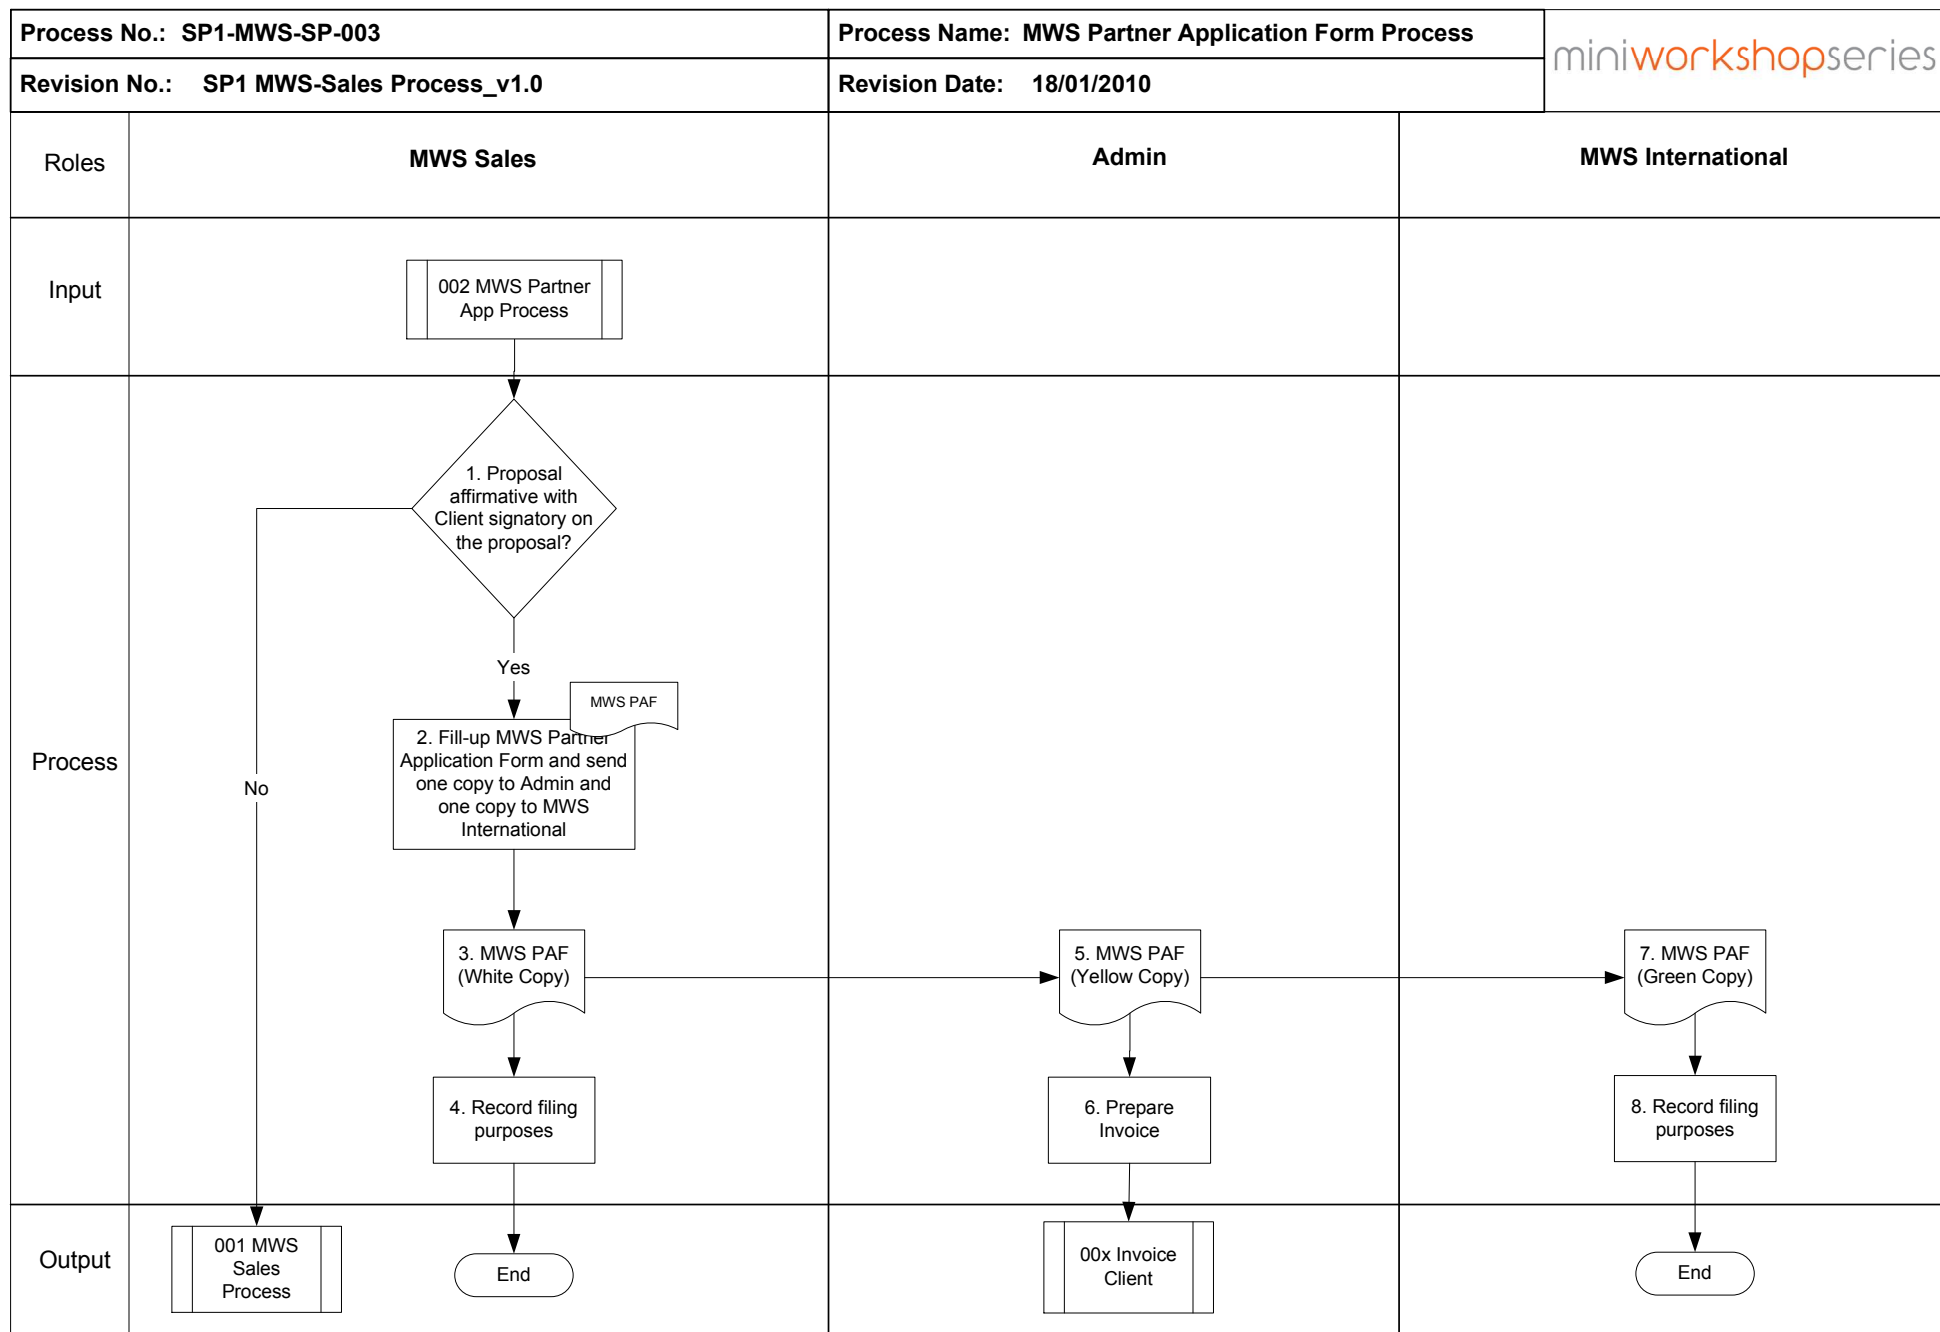 Process No.: SP1-MWS-SP-003
Process Name: MWS Partner Application Form Process
miniworkshopseries
Revision No.: SP1 MWS-Sales Process_v1.0
Revision Date: 18/01/2010
Roles
MWS Sales
Admin
MWS International
Input
002 MWS Partner
App Process
Process
1. Proposal
affirmative with
Client signatory on
the proposal?
Yes
No
MWS PAF
2. Fill-up MWS Partner
Application Form and send
one copy to Admin and
one copy to MWS
International
3. MWS PAF
(White Copy)
5. MWS PAF
(Yellow Copy)
7. MWS PAF
(Green Copy)
4. Record filing
purposes
6. Prepare
Invoice
8. Record filing
purposes
Output
001 MWS
Sales
Process
End
00x Invoice
Client
End